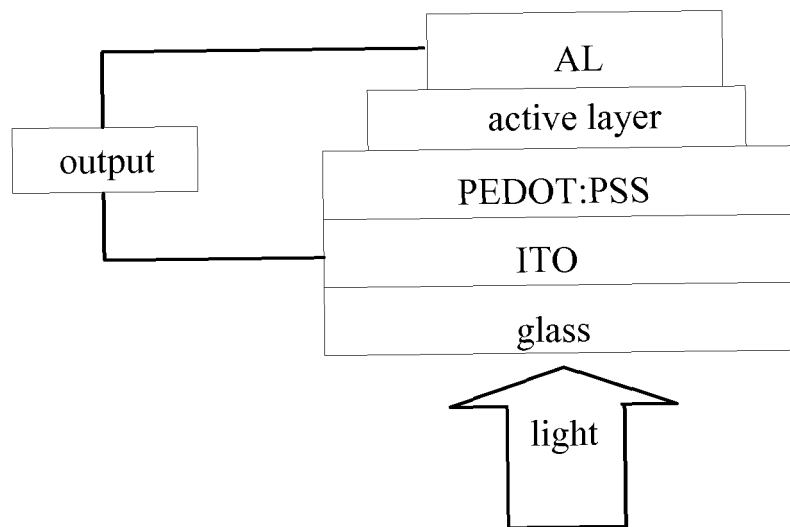 AL
active layer
output
PEDOT:PSS
ITO
glass
light